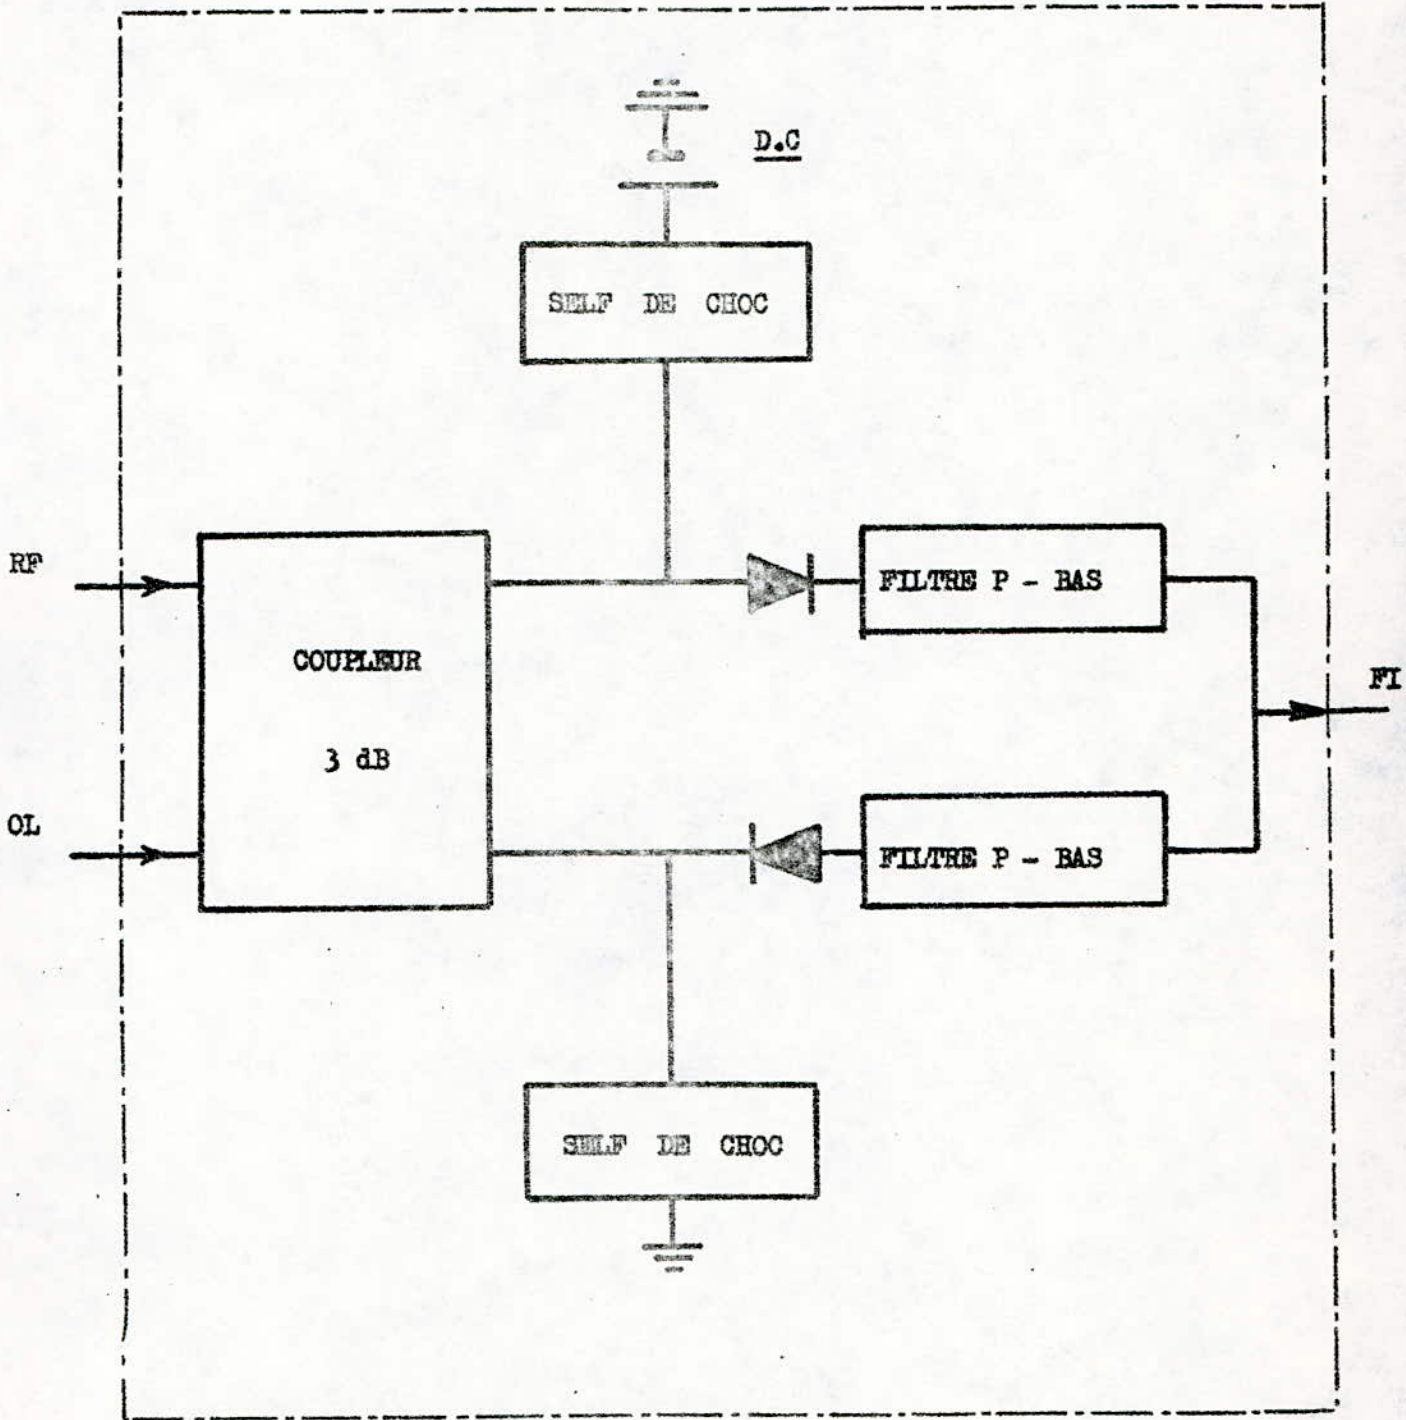 D.C
SELF DE CHOC
RF
FILTRE P - BAS
COUPLEUR
FI
3 dB
OL
FILTRE P - BAS
SELF DE CHOC